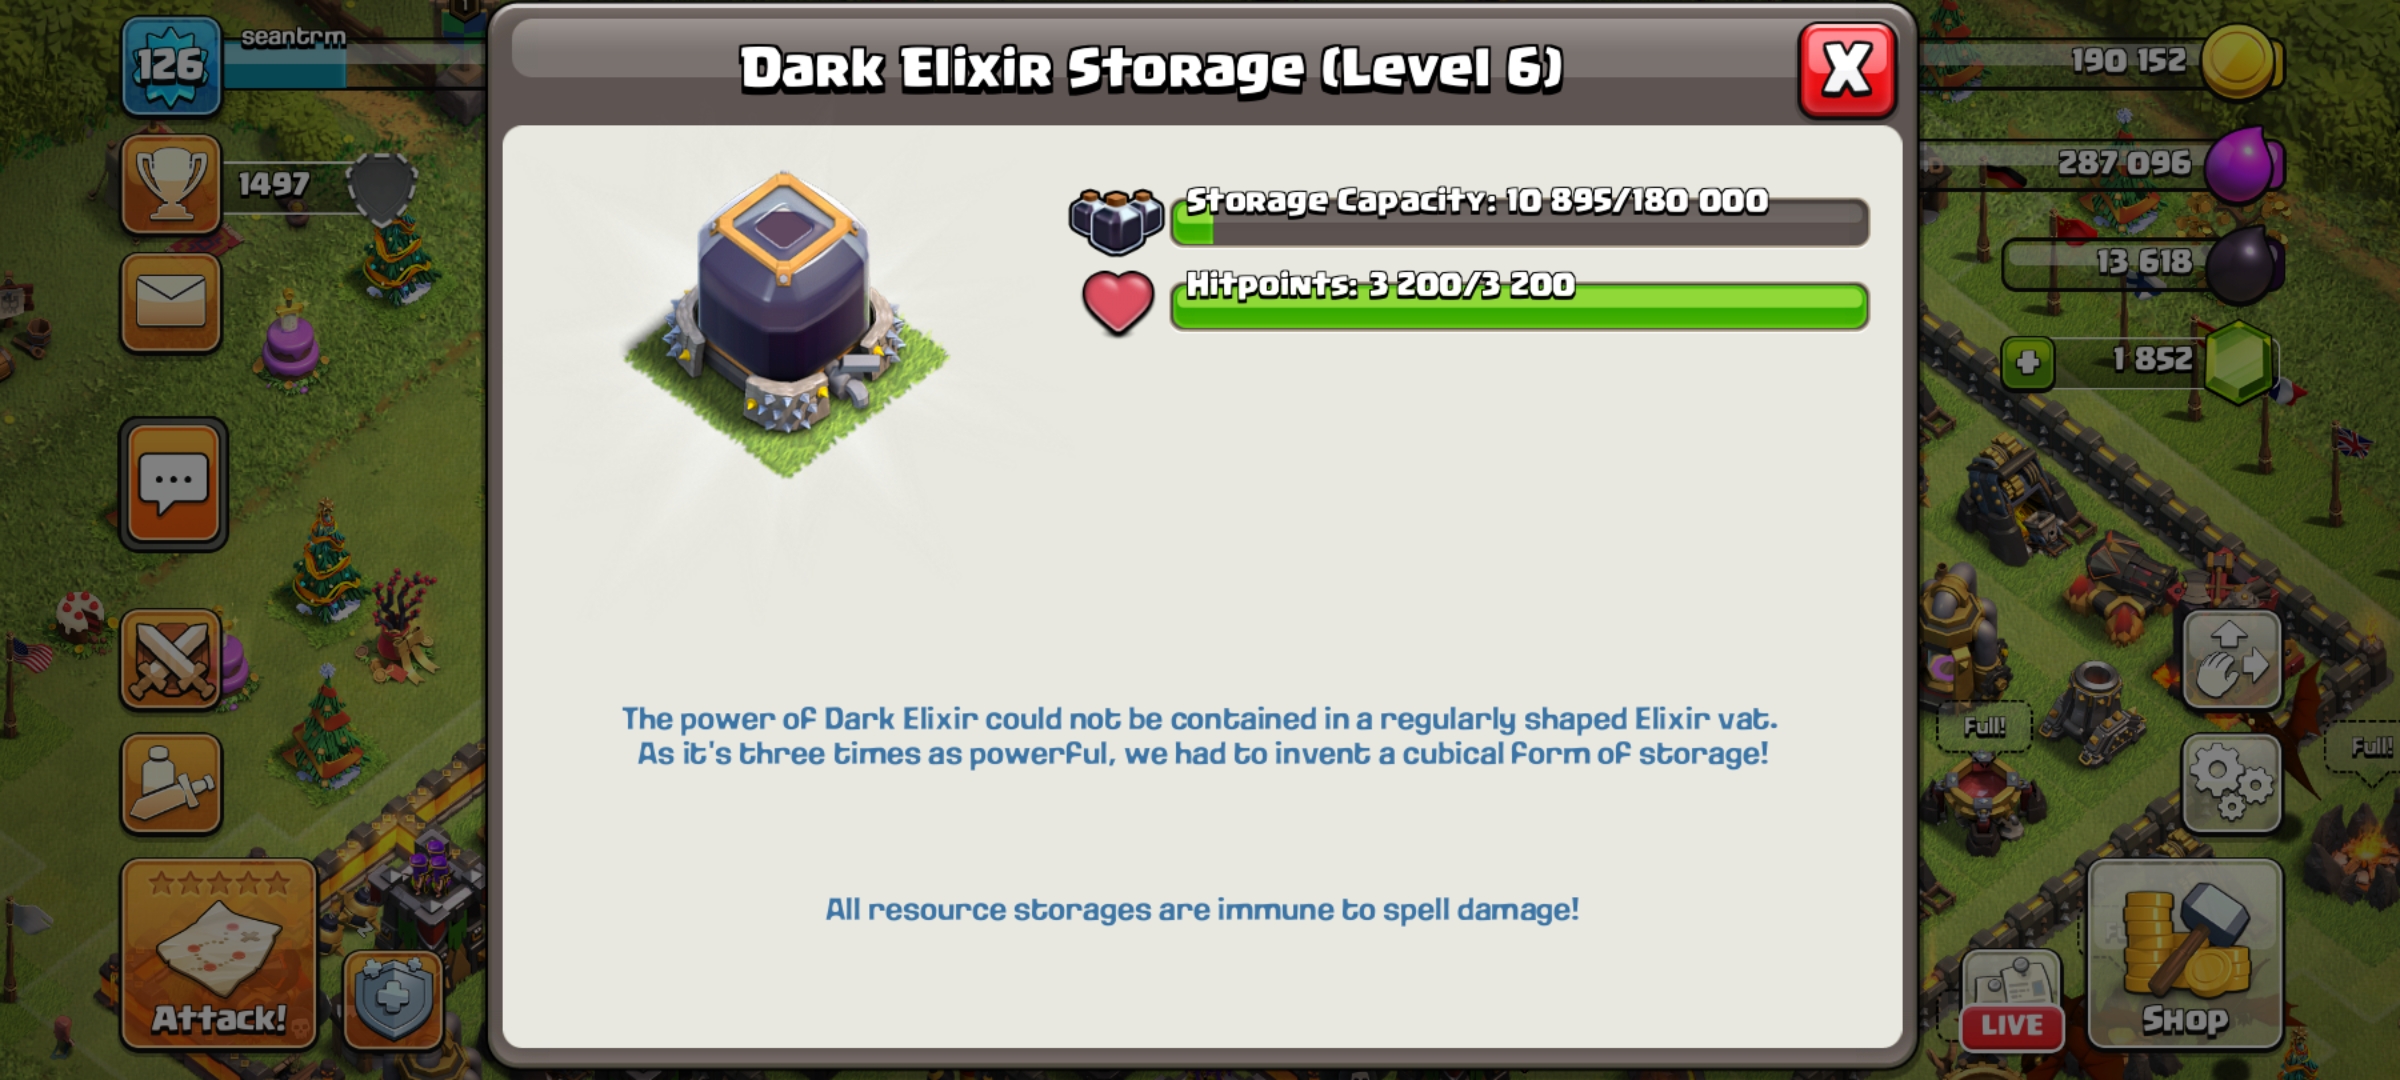 126
seantrm
Dark Elixir Storage (Level 6)
X
190 152
1497
Storage Capacity: 10 895/180 000
287 096
Hitpoints: 3 200/3 200
13 618
1 852
The power of Dark Elixir could not be contained in a regularly shaped Elixir vat.
As it's three times as powerful, we had to invent a cubical form of storage!
Full!
Full!
All resource storages are immune to spell damage!
Attack!
LIVE
Shop